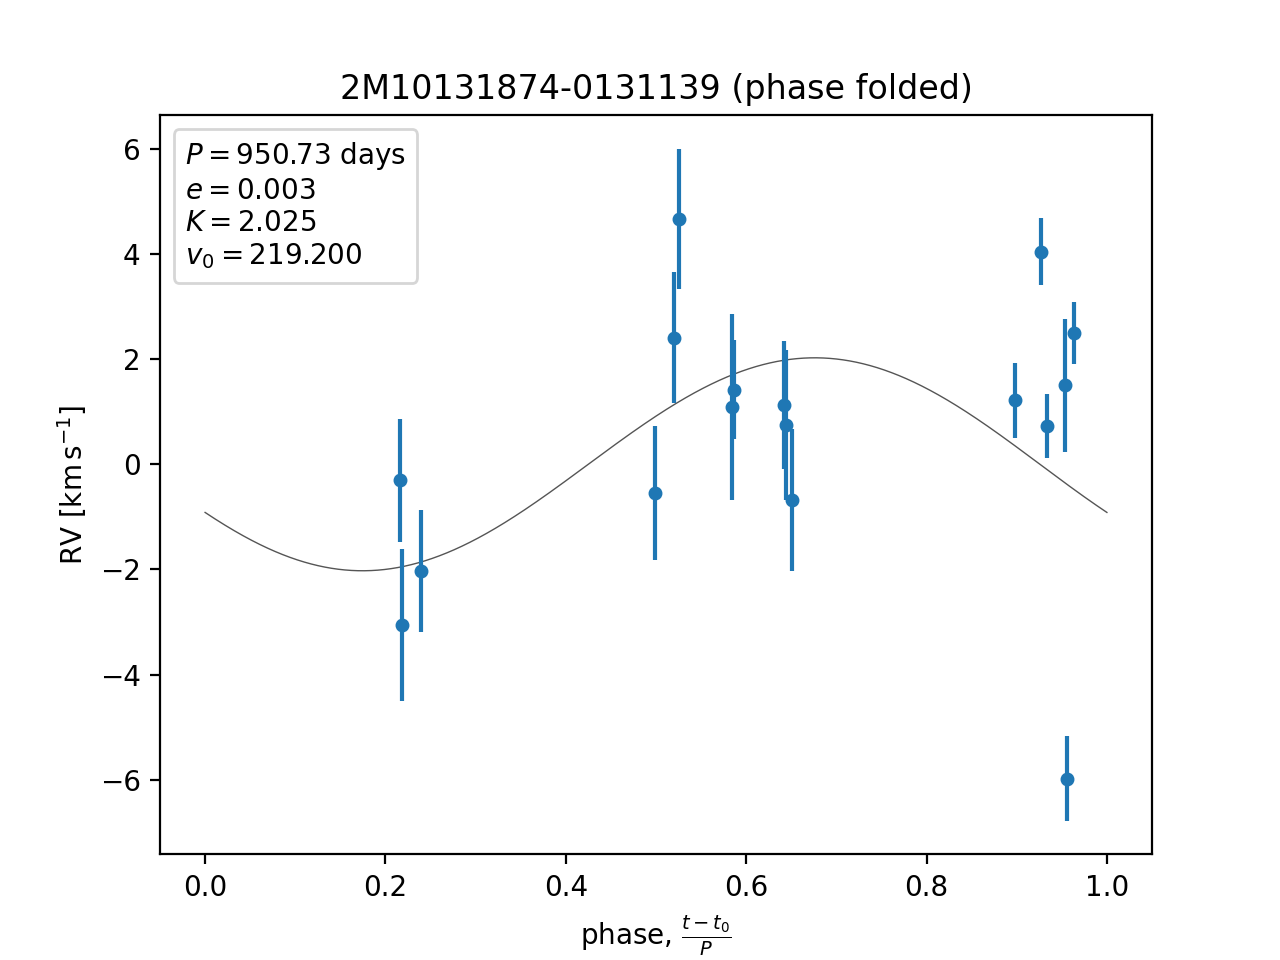 2M10131874-0131139 (phase folded)
P = 950.73 days
e = 0.003
K = 2.025
v₀ = 219.200
6
4
2
0
−2
−4
−6
RV [km s⁻¹]
0.0 0.2 0.4 0.6 0.8 1.0
phase, (t − t₀)/P